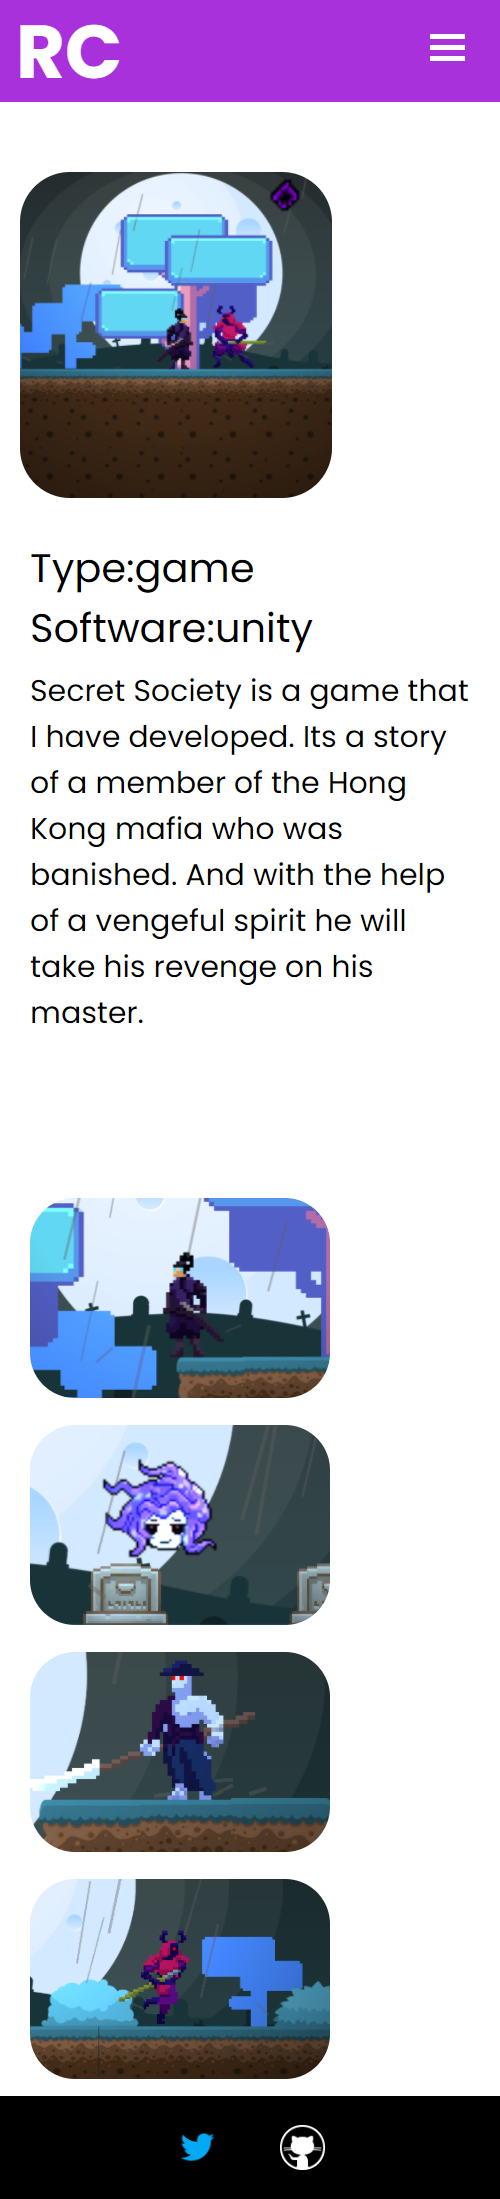 RC
Type:game
Software:unity
Secret Society is a game that
I have developed. Its a story
of a member of the Hong
Kong mafia who was
banished. And with the help
of a vengeful spirit he will
take his revenge on his
master.